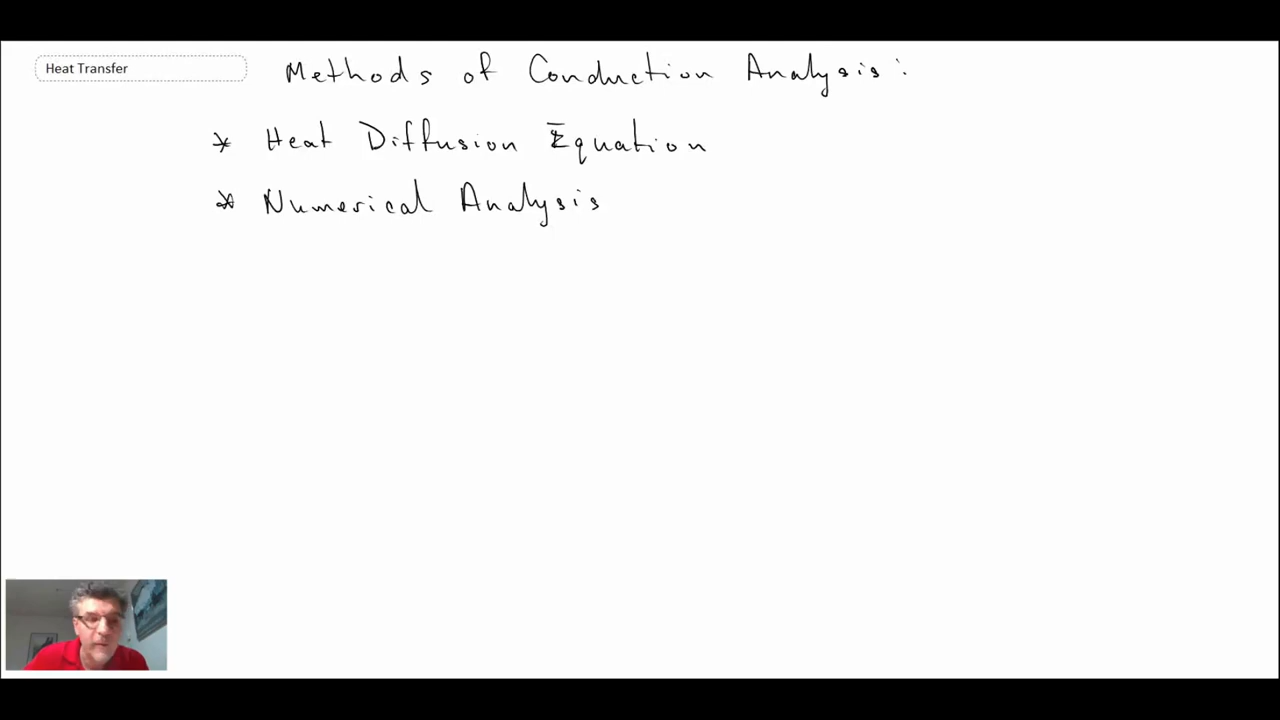 Heat Transfer
Methods of Conduction Analysis:
* Heat Diffusion Equation
* Numerical Analysis